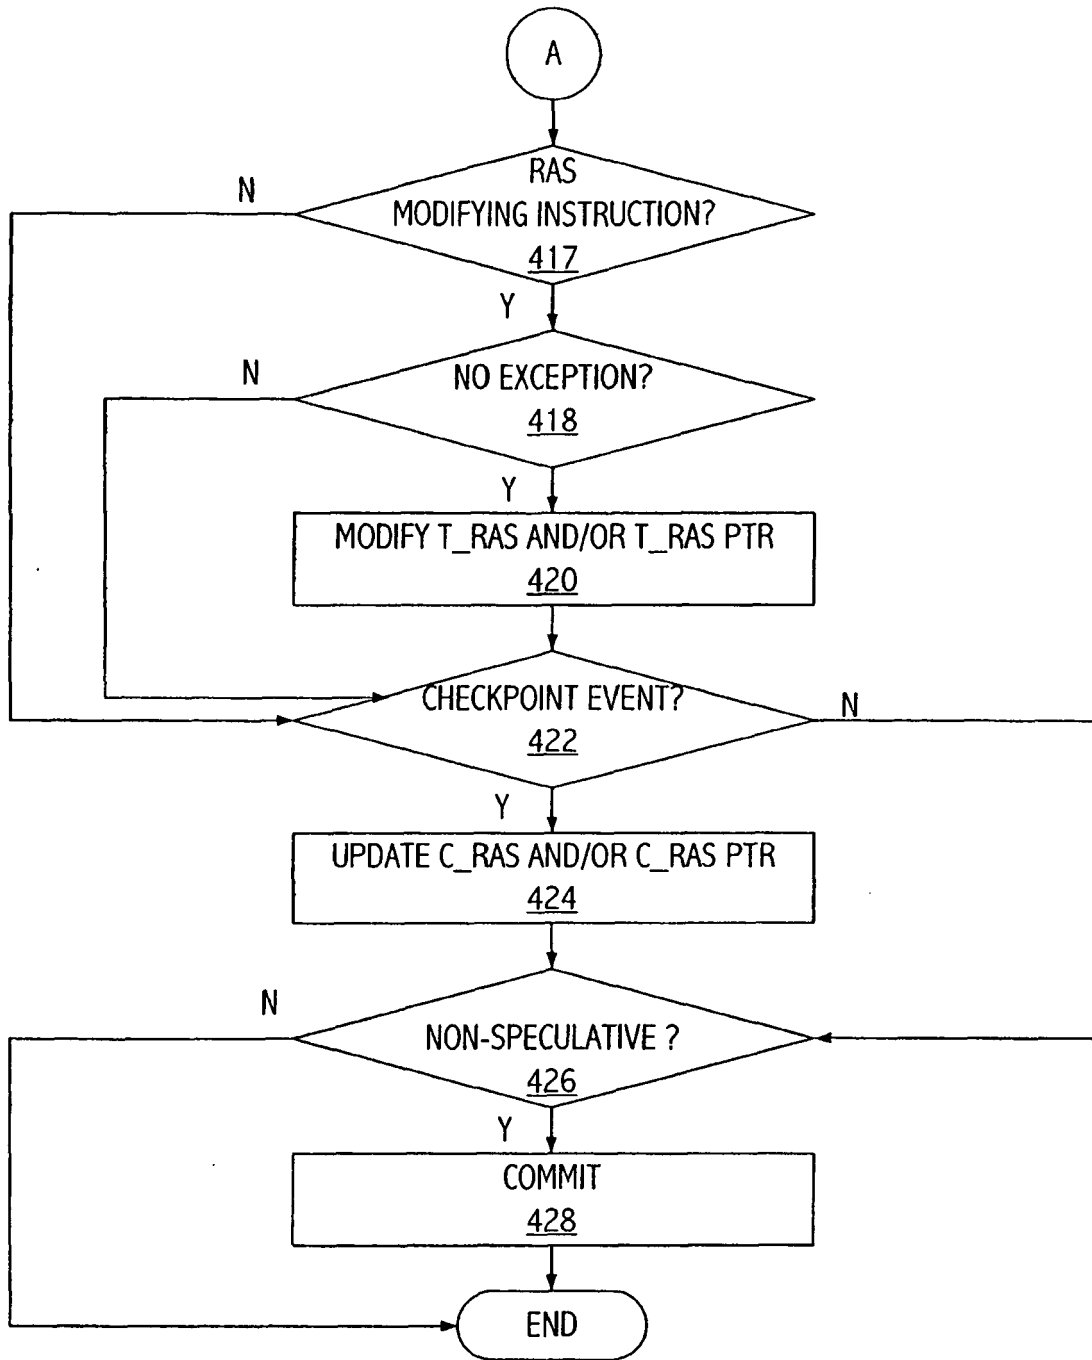 A
N
RAS
MODIFYING INSTRUCTION?
417
Y
N
NO EXCEPTION?
418
Y
MODIFY T_RAS AND/OR T_RAS PTR
420
CHECKPOINT EVENT?
N
422
Y
UPDATE C_RAS AND/OR C_RAS PTR
424
N
NON-SPECULATIVE ?
426
Y
COMMIT
428
END